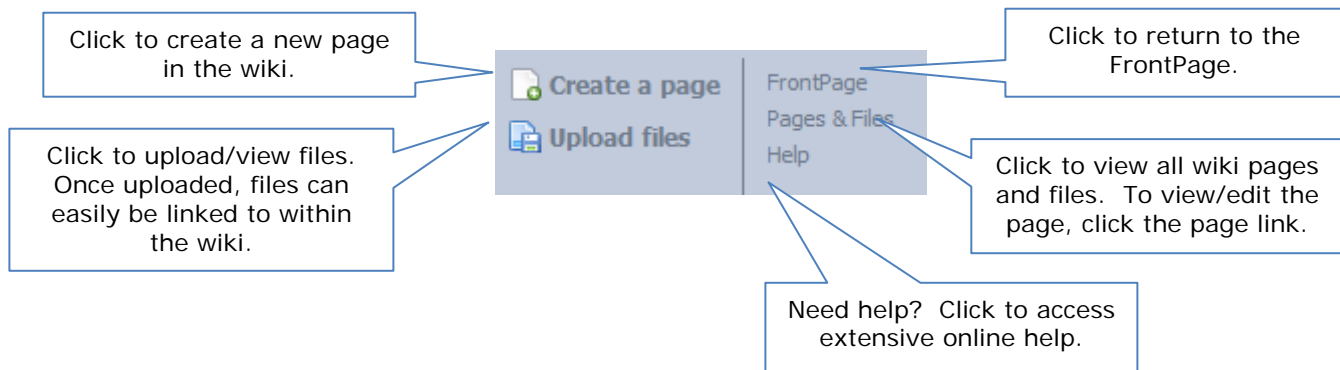 Click to create a new page
in the wiki.
Click to upload/view files.
Once uploaded, files can
easily be linked to within
the wiki.
Create a page
Upload files
FrontPage
Pages & Files
Help
Click to return to the
FrontPage.
Click to view all wiki pages
and files. To view/edit the
page, click the page link.
Need help? Click to access
extensive online help.